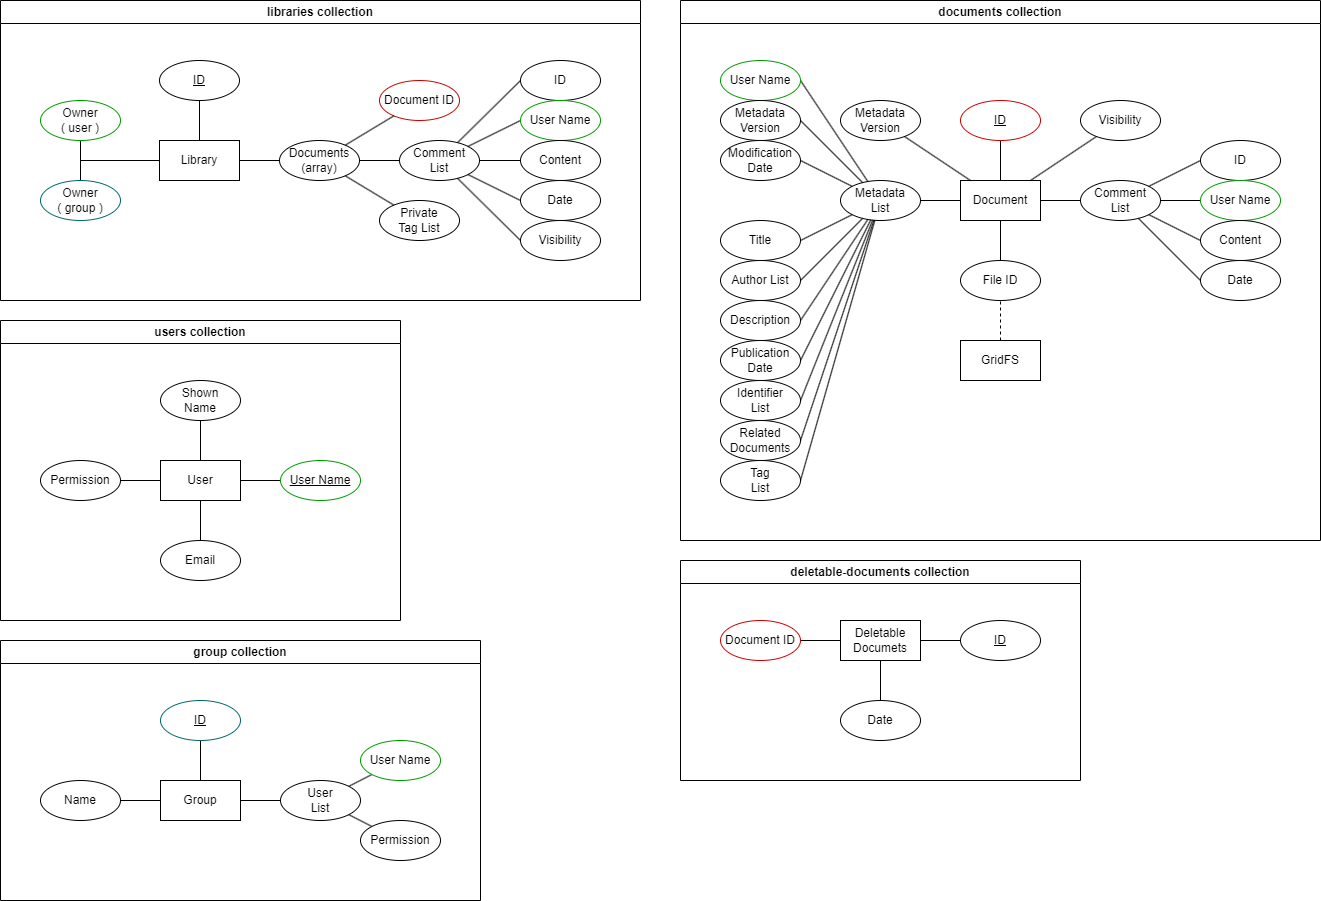 libraries collection
ID
Owner
( user )
Library
Owner
( group )
Documents
(array)
Document ID
Comment
List
Private
Tag List
ID
User Name
Content
Date
Visibility
documents collection
User Name
Metadata
Version
Modification
Date
Metadata
Version
ID
Visibility
Metadata
List
Document
Comment
List
ID
User Name
Content
Date
Title
Author List
Description
Publication
Date
Identifier
List
Related
Documents
Tag
List
File ID
GridFS
users collection
Shown
Name
Permission
User
User Name
Email
deletable-documents collection
Document ID
Deletable
Documets
ID
Date
group collection
ID
Name
Group
User
List
User Name
Permission